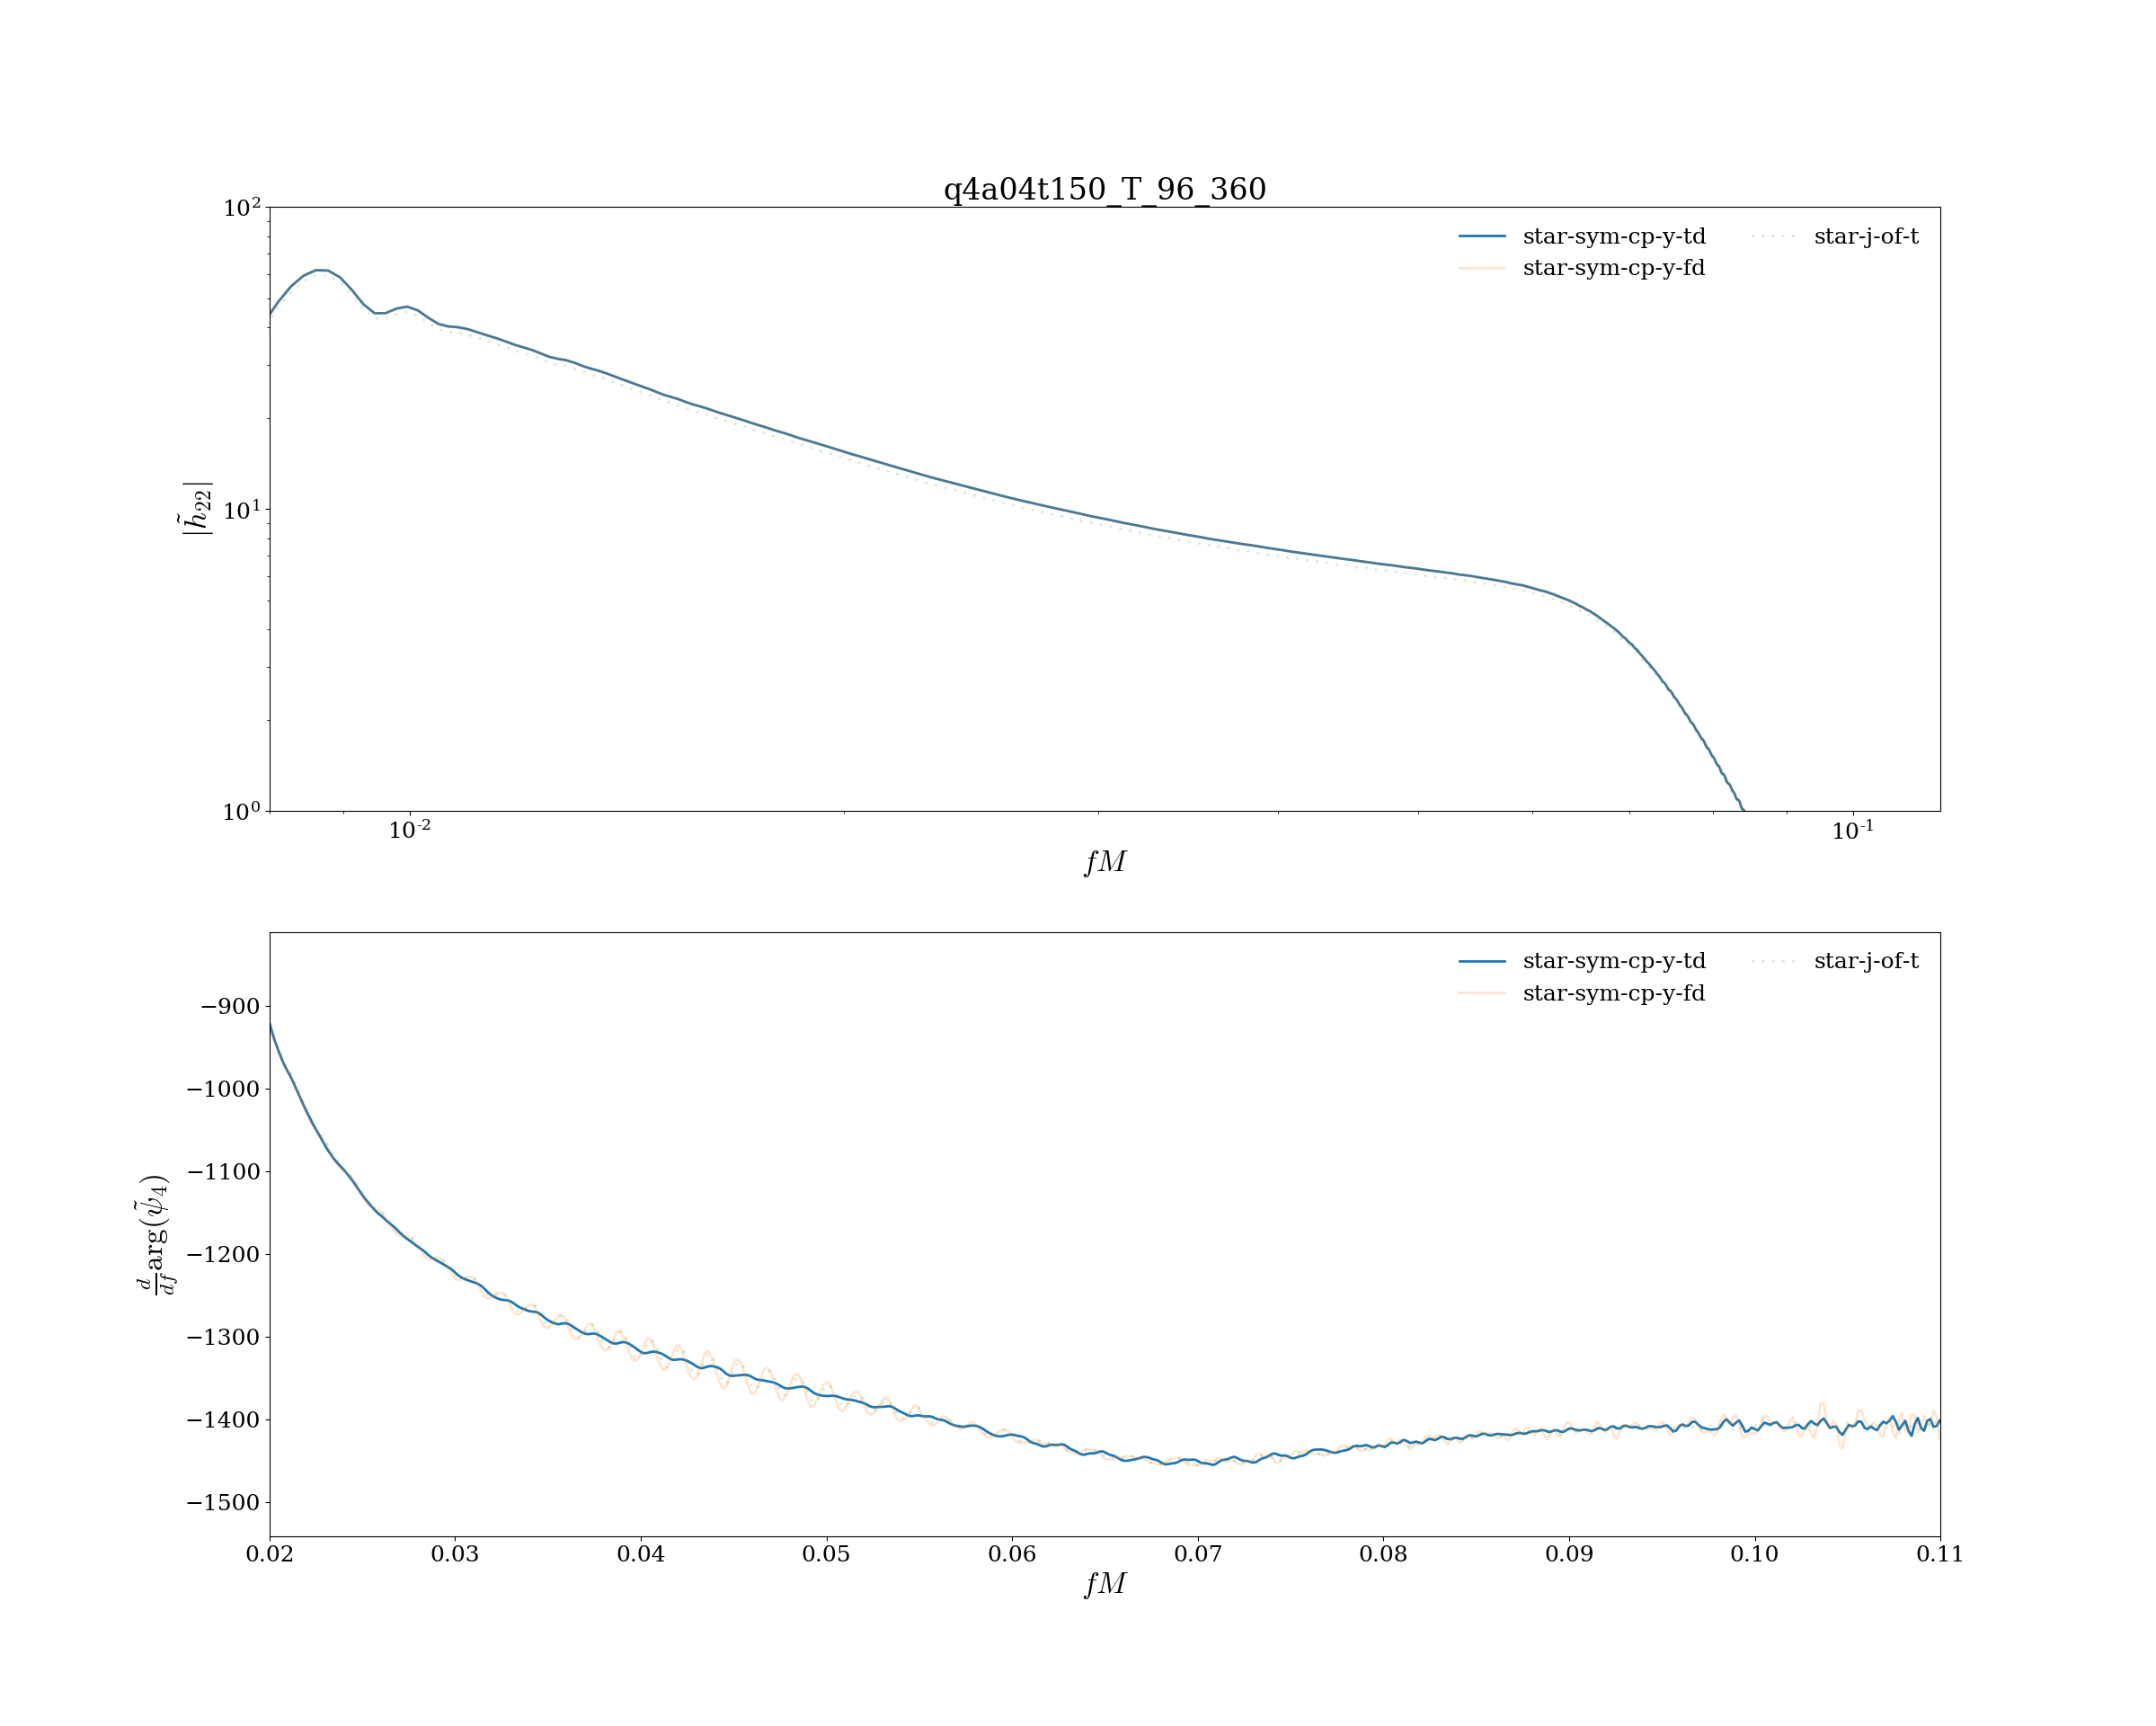 q4a04t150_T_96_360
10²
star-sym-cp-y-td
star-j-of-t
star-sym-cp-y-fd
|h̃₂₂|
10¹
10⁰
10⁻²
10⁻¹
fM
star-sym-cp-y-td
star-j-of-t
star-sym-cp-y-fd
−900
−1000
−1100
−1200
−1300
−1400
−1500
d/df arg(ψ̃₄)
0.02 0.03 0.04 0.05 0.06 0.07 0.08 0.09 0.10 0.11
fM